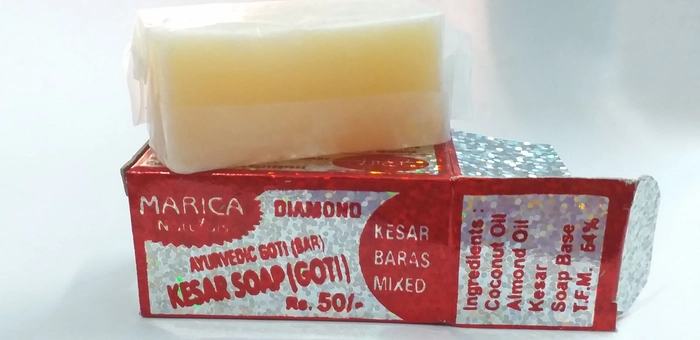 MARICA
DIAMOND
AYURVEDIC GOTI (BAR)
KESAR SOAP (GOTI)
Rs. 50/-
KESAR
BARAS
MIXED
Ingredients :
Coconut Oil
Almond Oil
Kesar
Soap Base
T.F.M. 64%